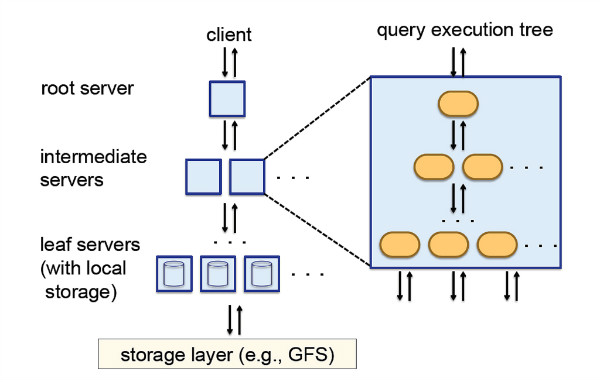 client
query execution tree
root server
intermediate
servers
. . .
. . .
. . .
. . .
leaf servers
(with local
storage)
. . .
. . .
. . .
storage layer (e.g., GFS)